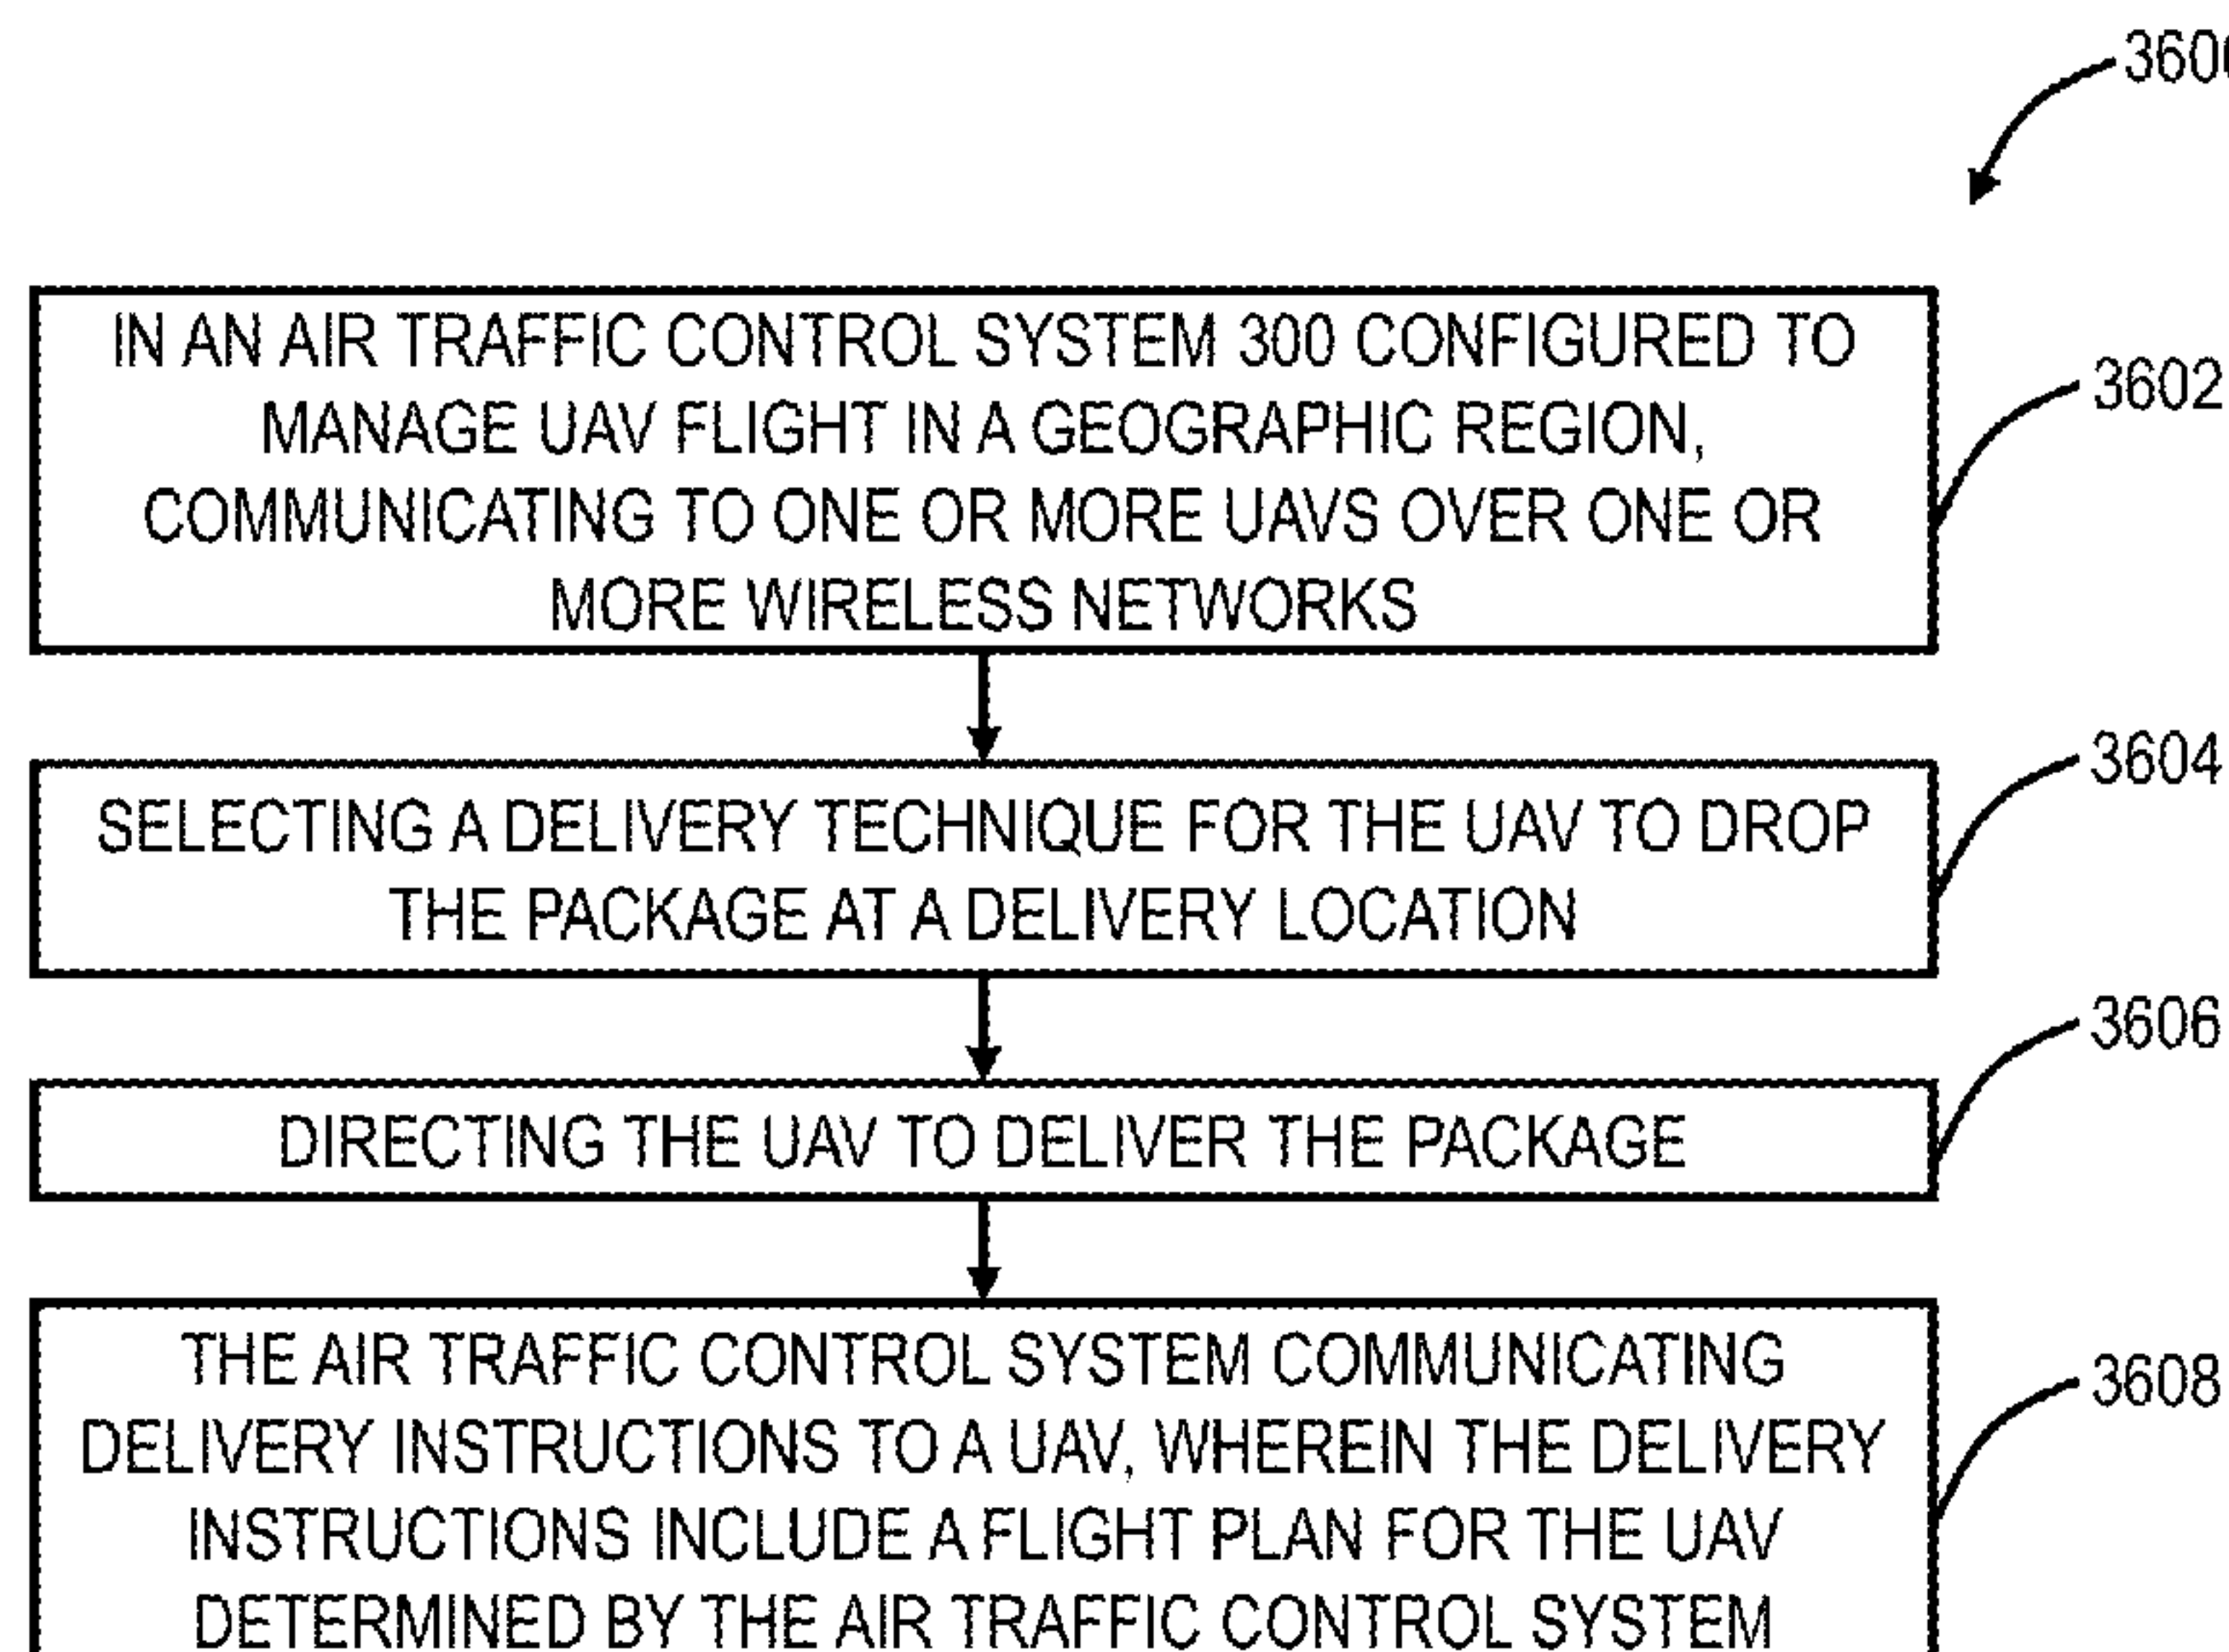 3600
IN AN AIR TRAFFIC CONTROL SYSTEM 300 CONFIGURED TO
MANAGE UAV FLIGHT IN A GEOGRAPHIC REGION,
COMMUNICATING TO ONE OR MORE UAVS OVER ONE OR
MORE WIRELESS NETWORKS
3602
SELECTING A DELIVERY TECHNIQUE FOR THE UAV TO DROP
THE PACKAGE AT A DELIVERY LOCATION
3604
DIRECTING THE UAV TO DELIVER THE PACKAGE
3606
THE AIR TRAFFIC CONTROL SYSTEM COMMUNICATING
DELIVERY INSTRUCTIONS TO A UAV, WHEREIN THE DELIVERY
INSTRUCTIONS INCLUDE A FLIGHT PLAN FOR THE UAV
DETERMINED BY THE AIR TRAFFIC CONTROL SYSTEM
3608